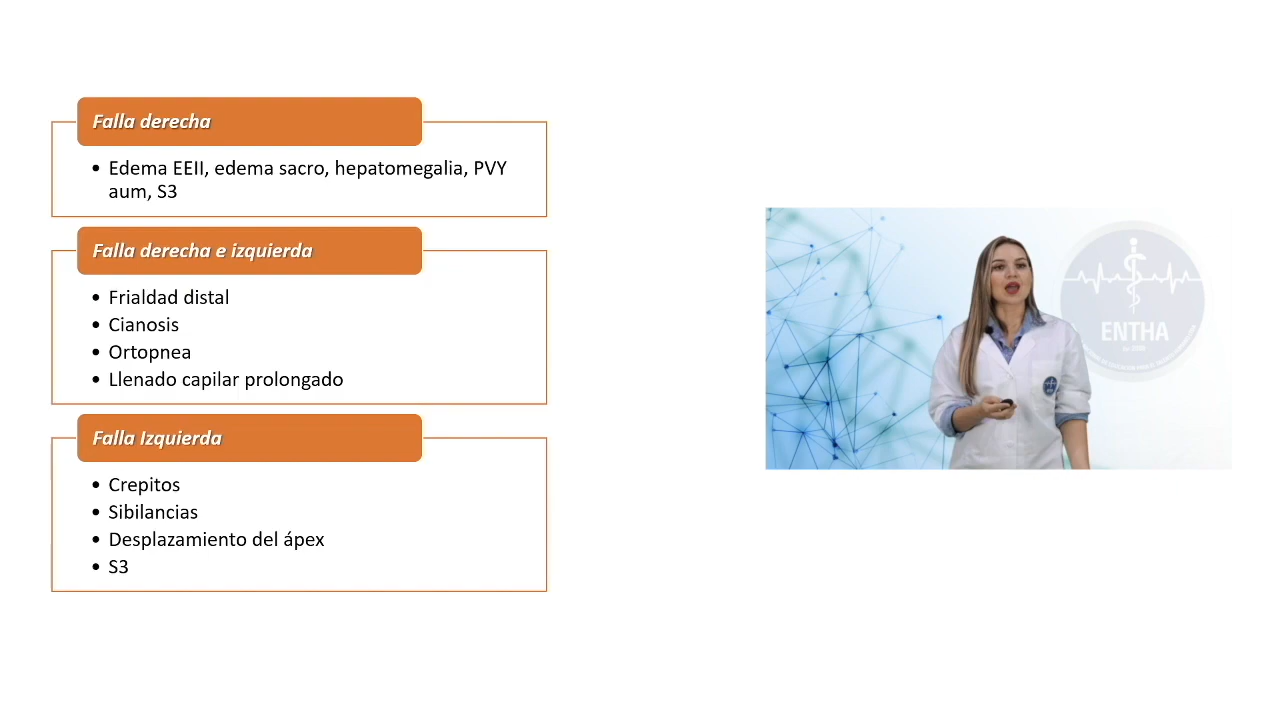 Falla derecha
• Edema EEII, edema sacro, hepatomegalia, PVY
aum, S3
Falla derecha e izquierda
• Frialdad distal
• Cianosis
• Ortopnea
• Llenado capilar prolongado
Falla Izquierda
• Crepitos
• Sibilancias
• Desplazamiento del ápex
• S3
ENTHA